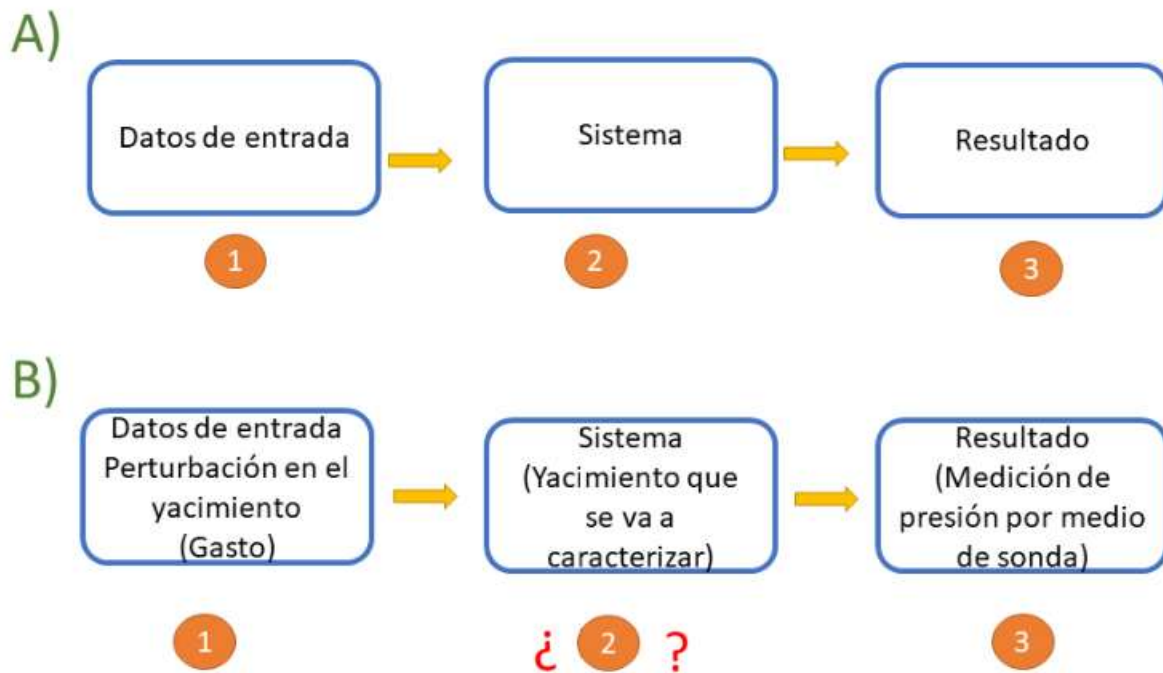 A)
Datos de entrada
Sistema
Resultado
1
2
3
B)
Datos de entrada
Perturbación en el
yacimiento
(Gasto)
Sistema
(Yacimiento que
se va a
caracterizar)
Resultado
(Medición de
presión por medio
de sonda)
1
¿ 2 ?
3